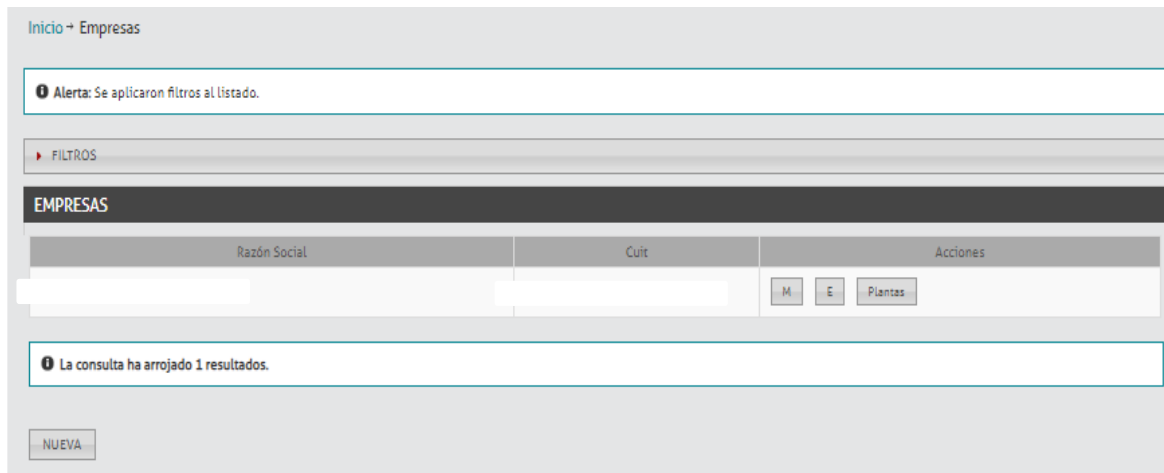 Inicio → Empresas
Alerta: Se aplicaron filtros al listado.
FILTROS
EMPRESAS
Razón Social Cuit Acciones
M E Plantas
La consulta ha arrojado 1 resultados.
NUEVA